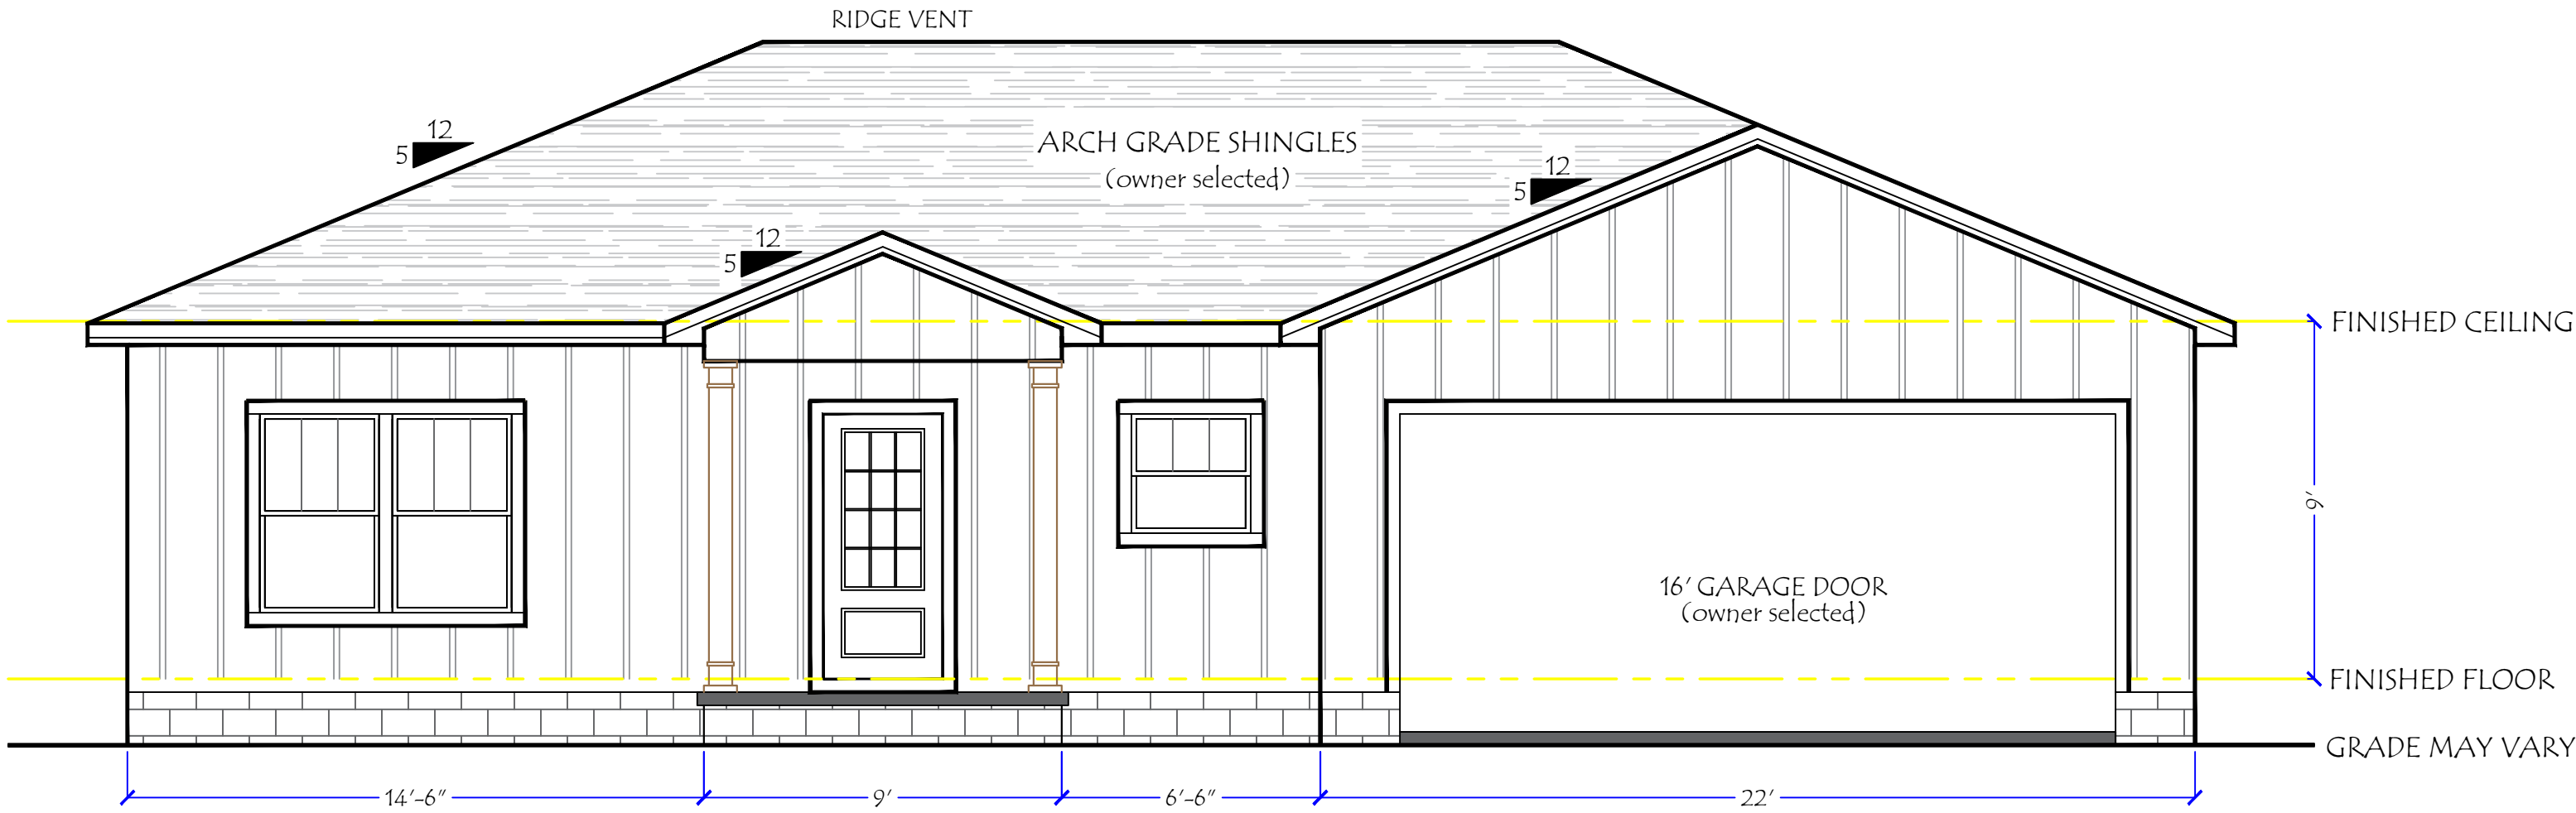 RIDGE VENT
12
5
ARCH GRADE SHINGLES
(owner selected)
12
5
12
5
FINISHED CEILING
9'
16' GARAGE DOOR
(owner selected)
FINISHED FLOOR
GRADE MAY VARY
14'-6"
9'
6'-6"
22'